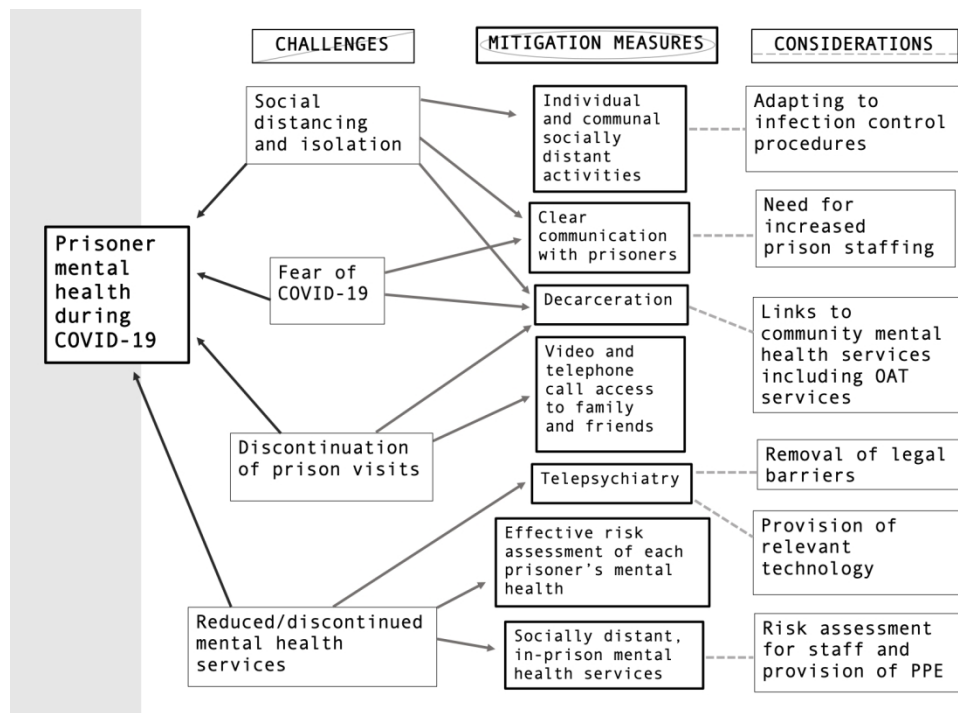 CHALLENGES
MITIGATION MEASURES
CONSIDERATIONS
Prisoner
mental
health
during
COVID-19
Social
distancing
and isolation
Fear of
COVID-19
Discontinuation
of prison visits
Reduced/discontinued
mental health
services
Individual
and communal
socially
distant
activities
Clear
communication
with prisoners
Decarceration
Video and
telephone
call access
to family
and friends
Telepsychiatry
Effective risk
assessment of each
prisoner's mental
health
Socially distant,
in-prison mental
health services
Adapting to
infection control
procedures
Need for
increased
prison staffing
Links to
community mental
health services
including OAT
services
Removal of legal
barriers
Provision of
relevant
technology
Risk assessment
for staff and
provision of PPE